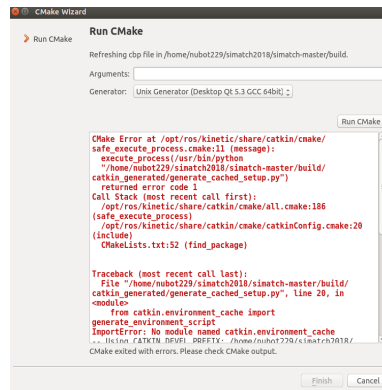 CMake Wizard
Run CMake
Run CMake
Refreshing cbp file in /home/nubot229/simatch2018/simatch-master/build.
Arguments:
Generator: Unix Generator (Desktop Qt 5.3 GCC 64bit)
Run CMake
CMake Error at /opt/ros/kinetic/share/catkin/cmake/
safe_execute_process.cmake:11 (message):
execute_process(/usr/bin/python
"/home/nubot229/simatch2018/simatch-master/build/
catkin_generated/generate_cached_setup.py")
returned error code 1
Call Stack (most recent call first):
/opt/ros/kinetic/share/catkin/cmake/all.cmake:186
(safe_execute_process)
/opt/ros/kinetic/share/catkin/cmake/catkinConfig.cmake:20
(include)
CMakeLists.txt:52 (find_package)
Traceback (most recent call last):
File "/home/nubot229/simatch2018/simatch-master/build/
catkin_generated/generate_cached_setup.py", line 20, in
<module>
from catkin.environment_cache import
generate_environment_script
ImportError: No module named catkin.environment_cache
-- Using CATKIN_DEVEL_PREFIX: /home/nubot229/simatch2018/
CMake exited with errors. Please check CMake output.
Finish
Cancel